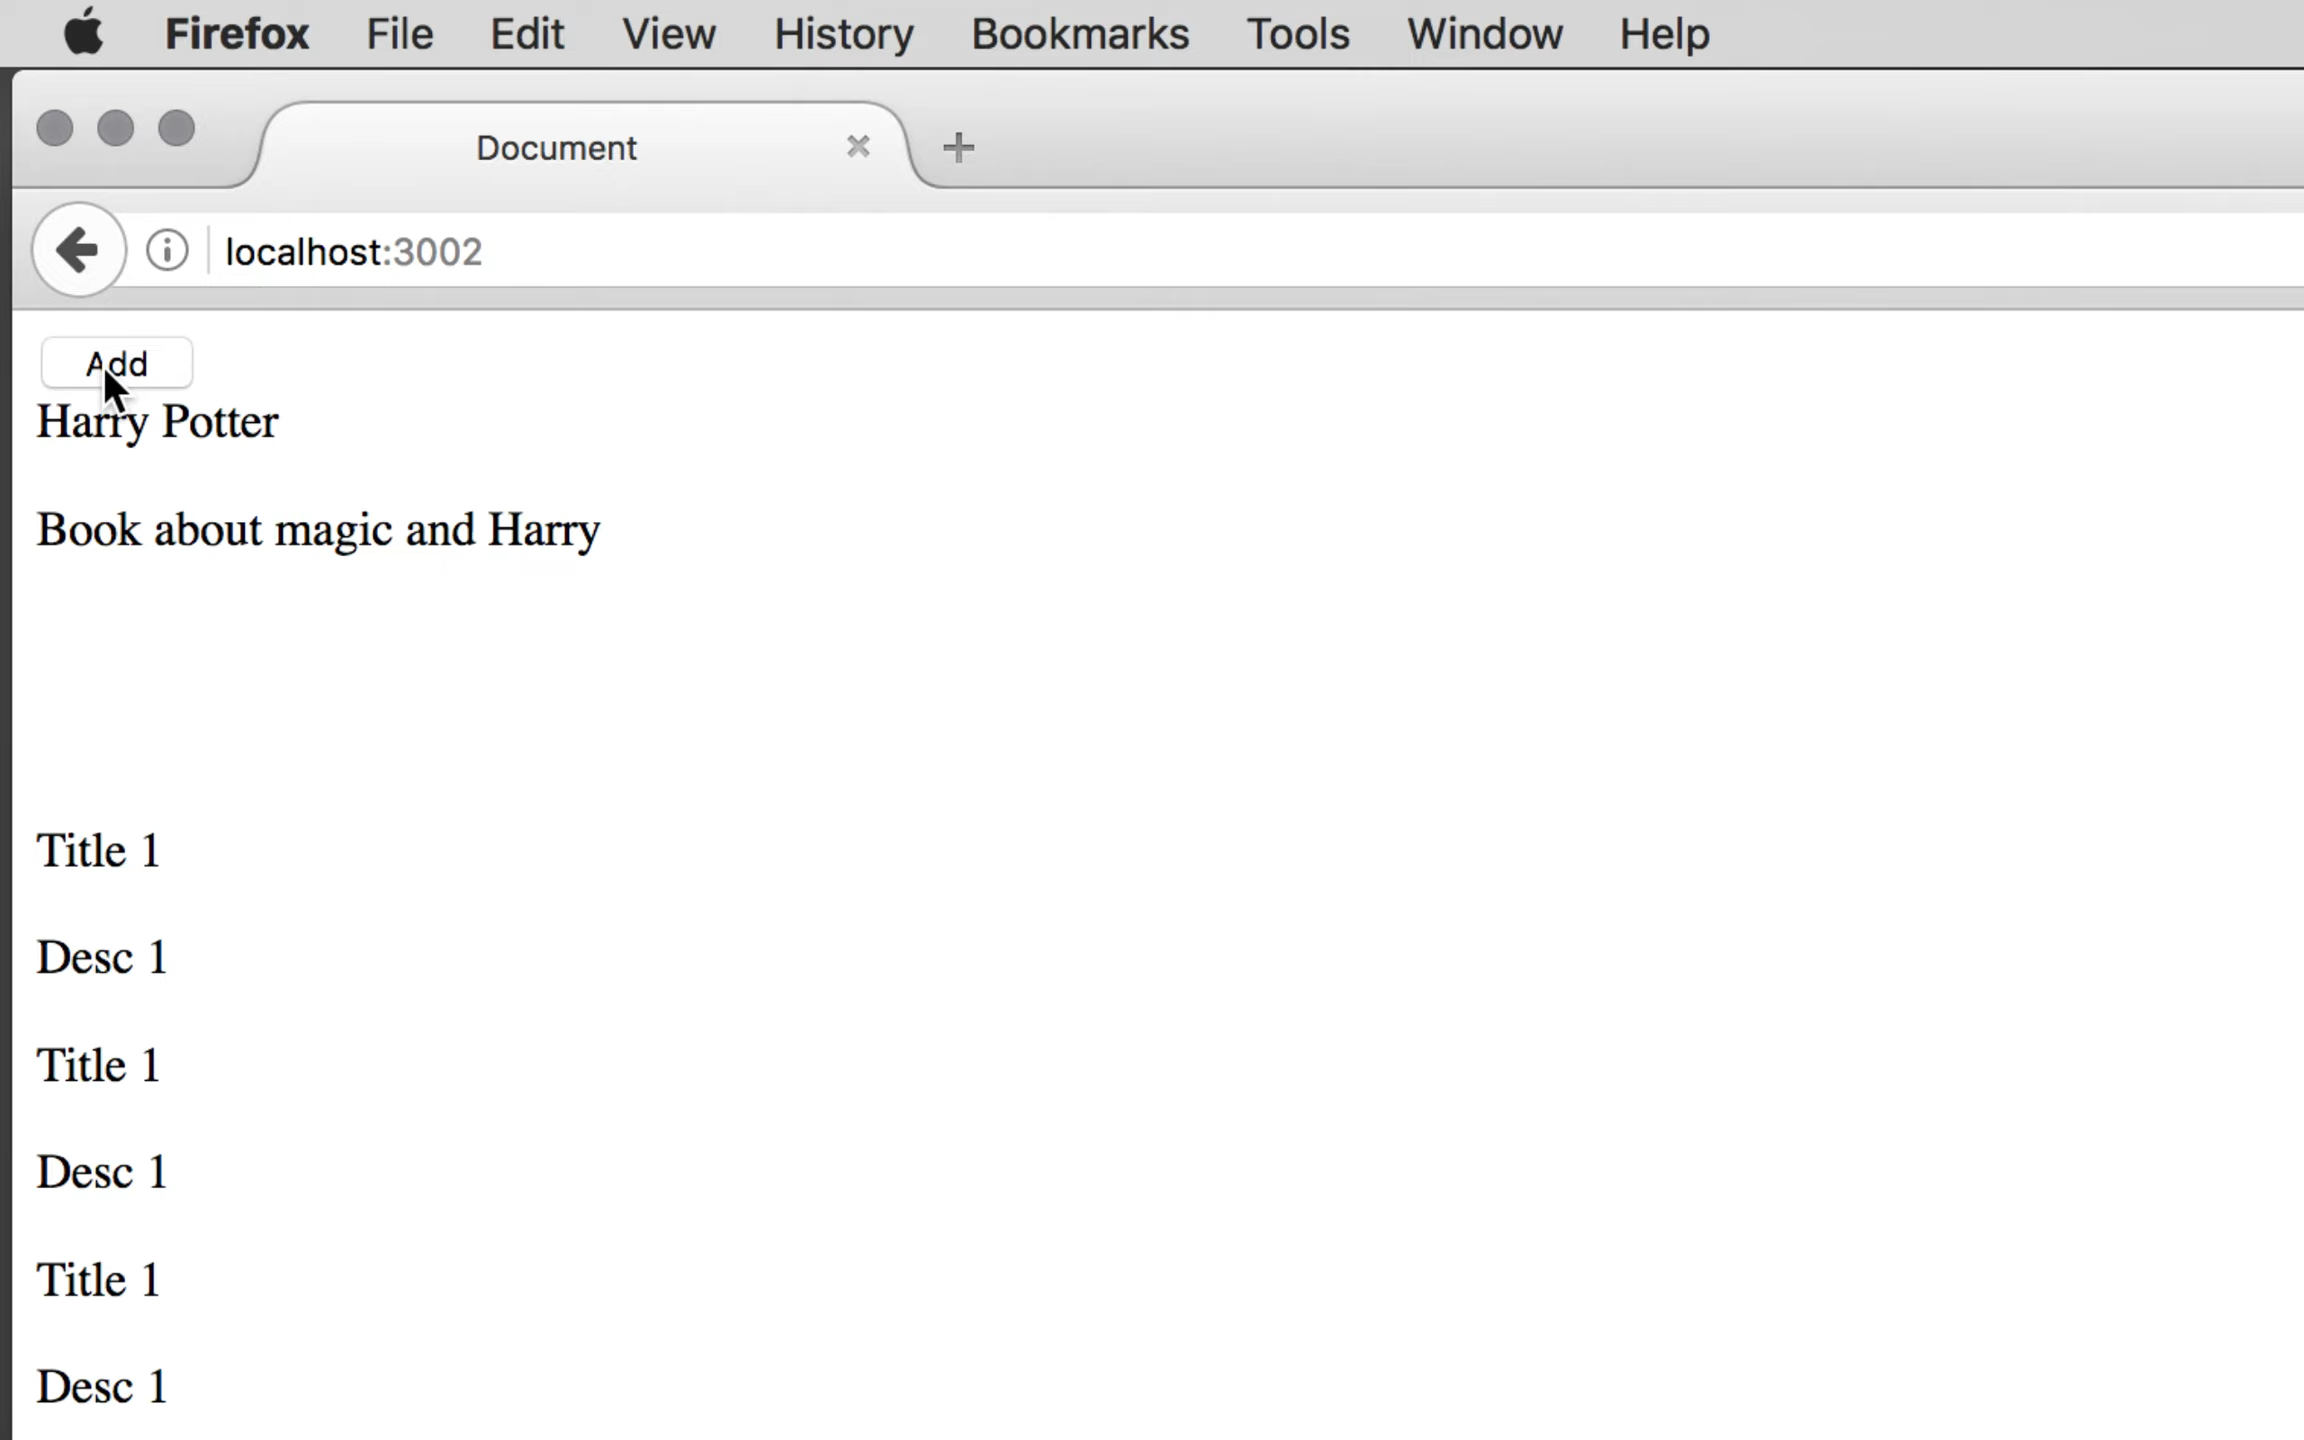 Firefox File Edit View History Bookmarks Tools Window Help
Document
localhost:3002
Add
Harry Potter
Book about magic and Harry
Title 1
Desc 1
Title 1
Desc 1
Title 1
Desc 1